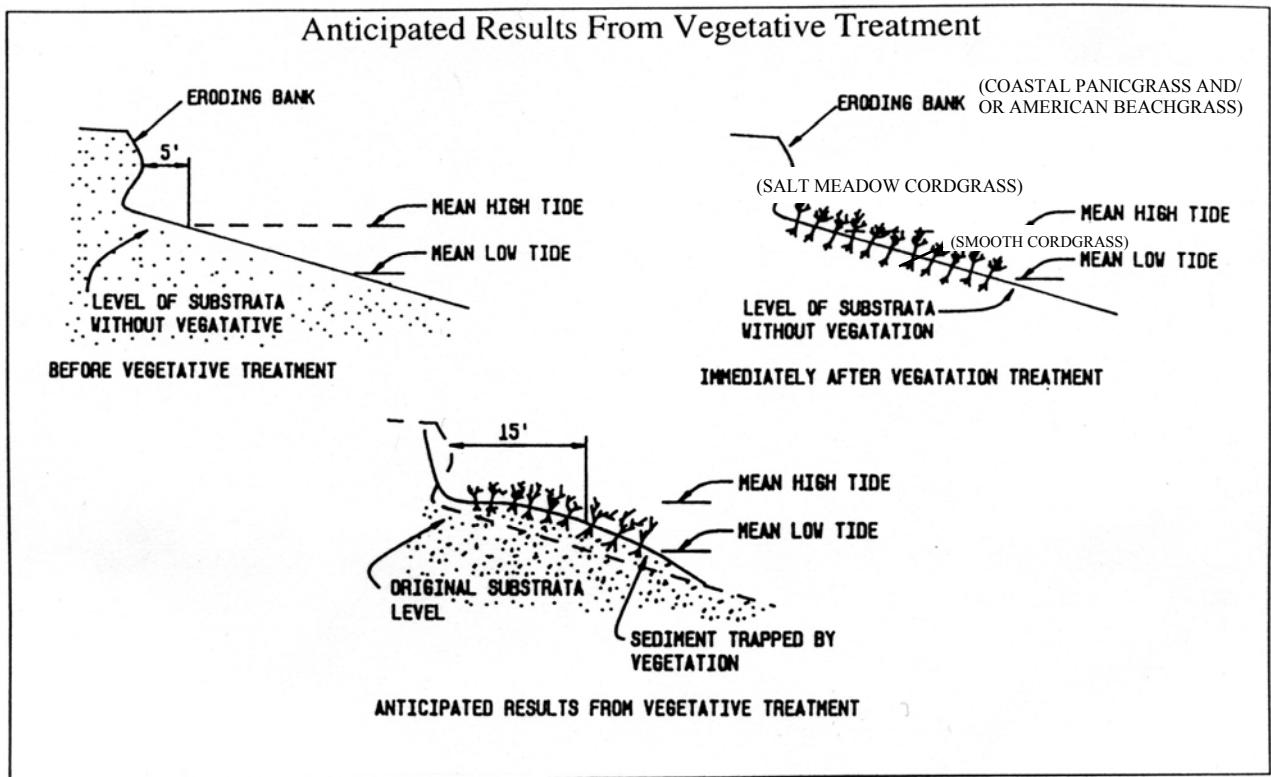 Anticipated Results From Vegetative Treatment
ERODING BANK
5'
MEAN HIGH TIDE
MEAN LOW TIDE
LEVEL OF SUBSTRATA
WITHOUT VEGATATIVE
BEFORE VEGETATIVE TREATMENT
ERODING BANK
(COASTAL PANICGRASS AND/
OR AMERICAN BEACHGRASS)
(SALT MEADOW CORDGRASS)
MEAN HIGH TIDE
(SMOOTH CORDGRASS)
MEAN LOW TIDE
LEVEL OF SUBSTRATA
WITHOUT VEGATATION
IMMEDIATELY AFTER VEGATATION TREATMENT
15'
MEAN HIGH TIDE
MEAN LOW TIDE
ORIGINAL SUBSTRATA
LEVEL
SEDIMENT TRAPPED BY
VEGETATION
ANTICIPATED RESULTS FROM VEGETATIVE TREATMENT